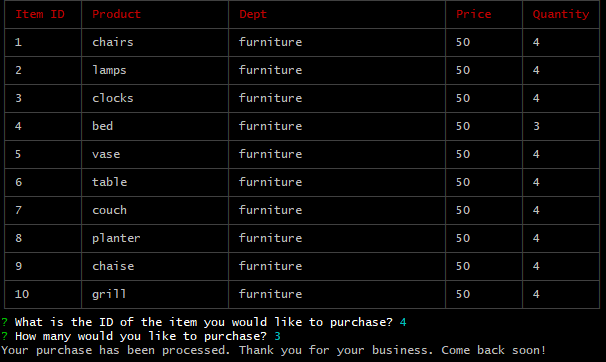 Item ID Product Dept Price Quantity
1 chairs furniture 50 4
2 lamps furniture 50 4
3 clocks furniture 50 4
4 bed furniture 50 3
5 vase furniture 50 4
6 table furniture 50 4
7 couch furniture 50 4
8 planter furniture 50 4
9 chaise furniture 50 4
10 grill furniture 50 4
? What is the ID of the item you would like to purchase? 4
? How many would you like to purchase? 3
Your purchase has been processed. Thank you for your business. Come back soon!